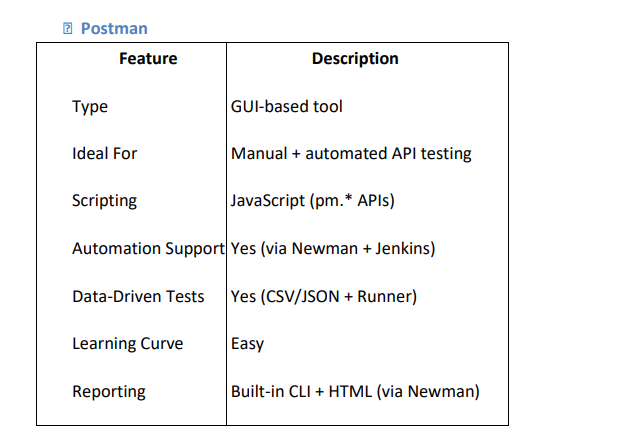 Postman
Feature Description
Type GUI-based tool
Ideal For Manual + automated API testing
Scripting JavaScript (pm.* APIs)
Automation Support Yes (via Newman + Jenkins)
Data-Driven Tests Yes (CSV/JSON + Runner)
Learning Curve Easy
Reporting Built-in CLI + HTML (via Newman)